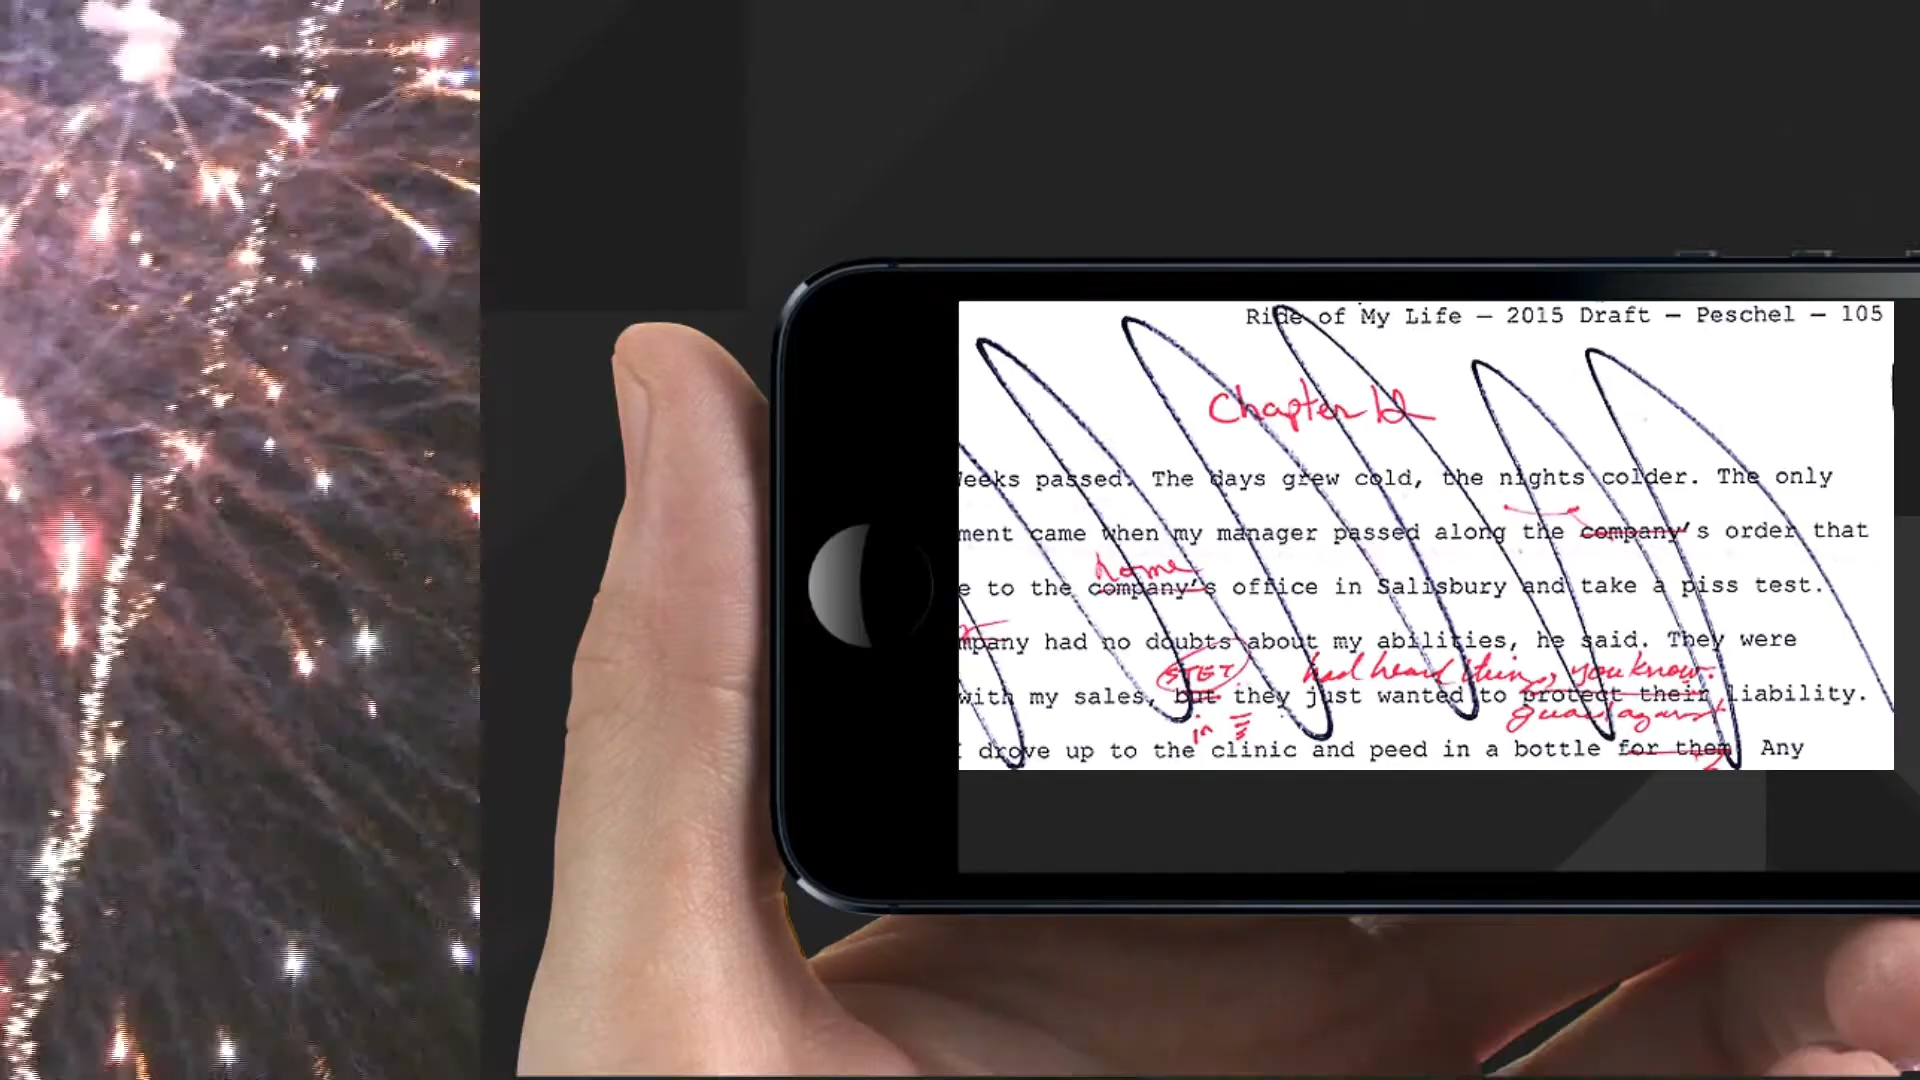 Ride of My Life — 2015 Draft — Peschel — 105
Chapter 12
Weeks passed. The days grew cold, the nights colder. The only
ment came when my manager passed along the company's order that
home
e to the company's office in Salisbury and take a piss test.
mpany had no doubts about my abilities, he said. They were
STET had heard things, you know.
with my sales, but they just wanted to protect their liability.
in guard against
I drove up to the clinic and peed in a bottle for them. Any